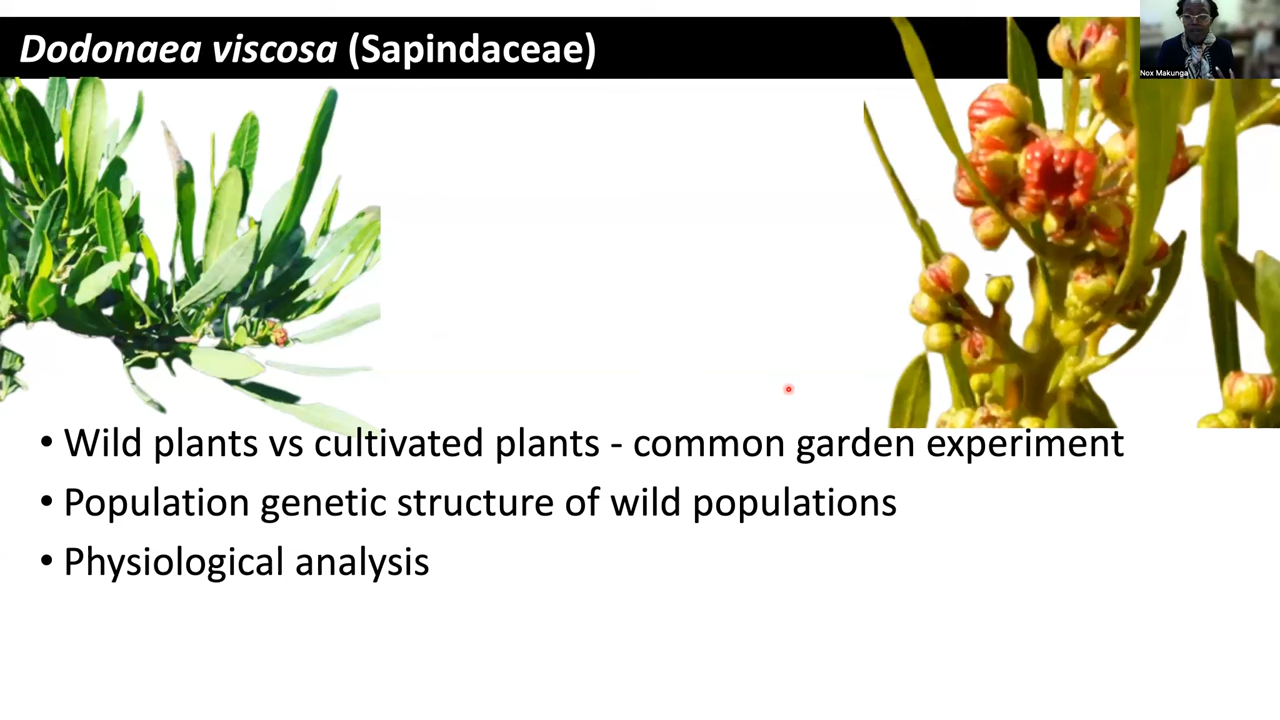 Dodonaea viscosa (Sapindaceae)
Nox Makunga
• Wild plants vs cultivated plants - common garden experiment
• Population genetic structure of wild populations
• Physiological analysis